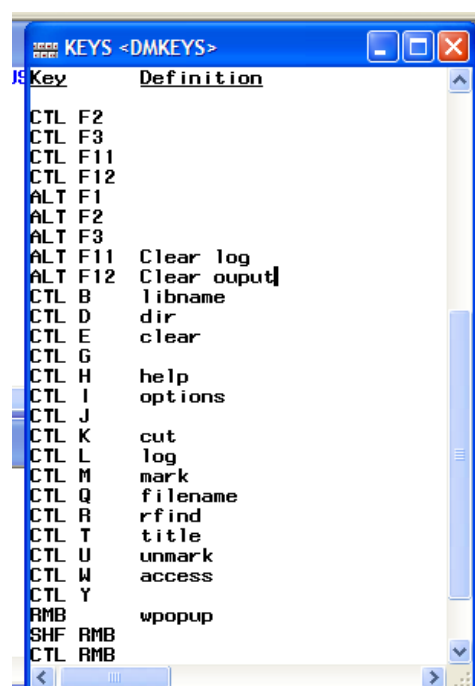 KEYS <DMKEYS>
Key Definition
CTL F2
CTL F3
CTL F11
CTL F12
ALT F1
ALT F2
ALT F3
ALT F11 Clear log
ALT F12 Clear ouput
CTL B libname
CTL D dir
CTL E clear
CTL G
CTL H help
CTL I options
CTL J
CTL K cut
CTL L log
CTL M mark
CTL Q filename
CTL R rfind
CTL T title
CTL U unmark
CTL W access
CTL Y
RMB wpopup
SHF RMB
CTL RMB